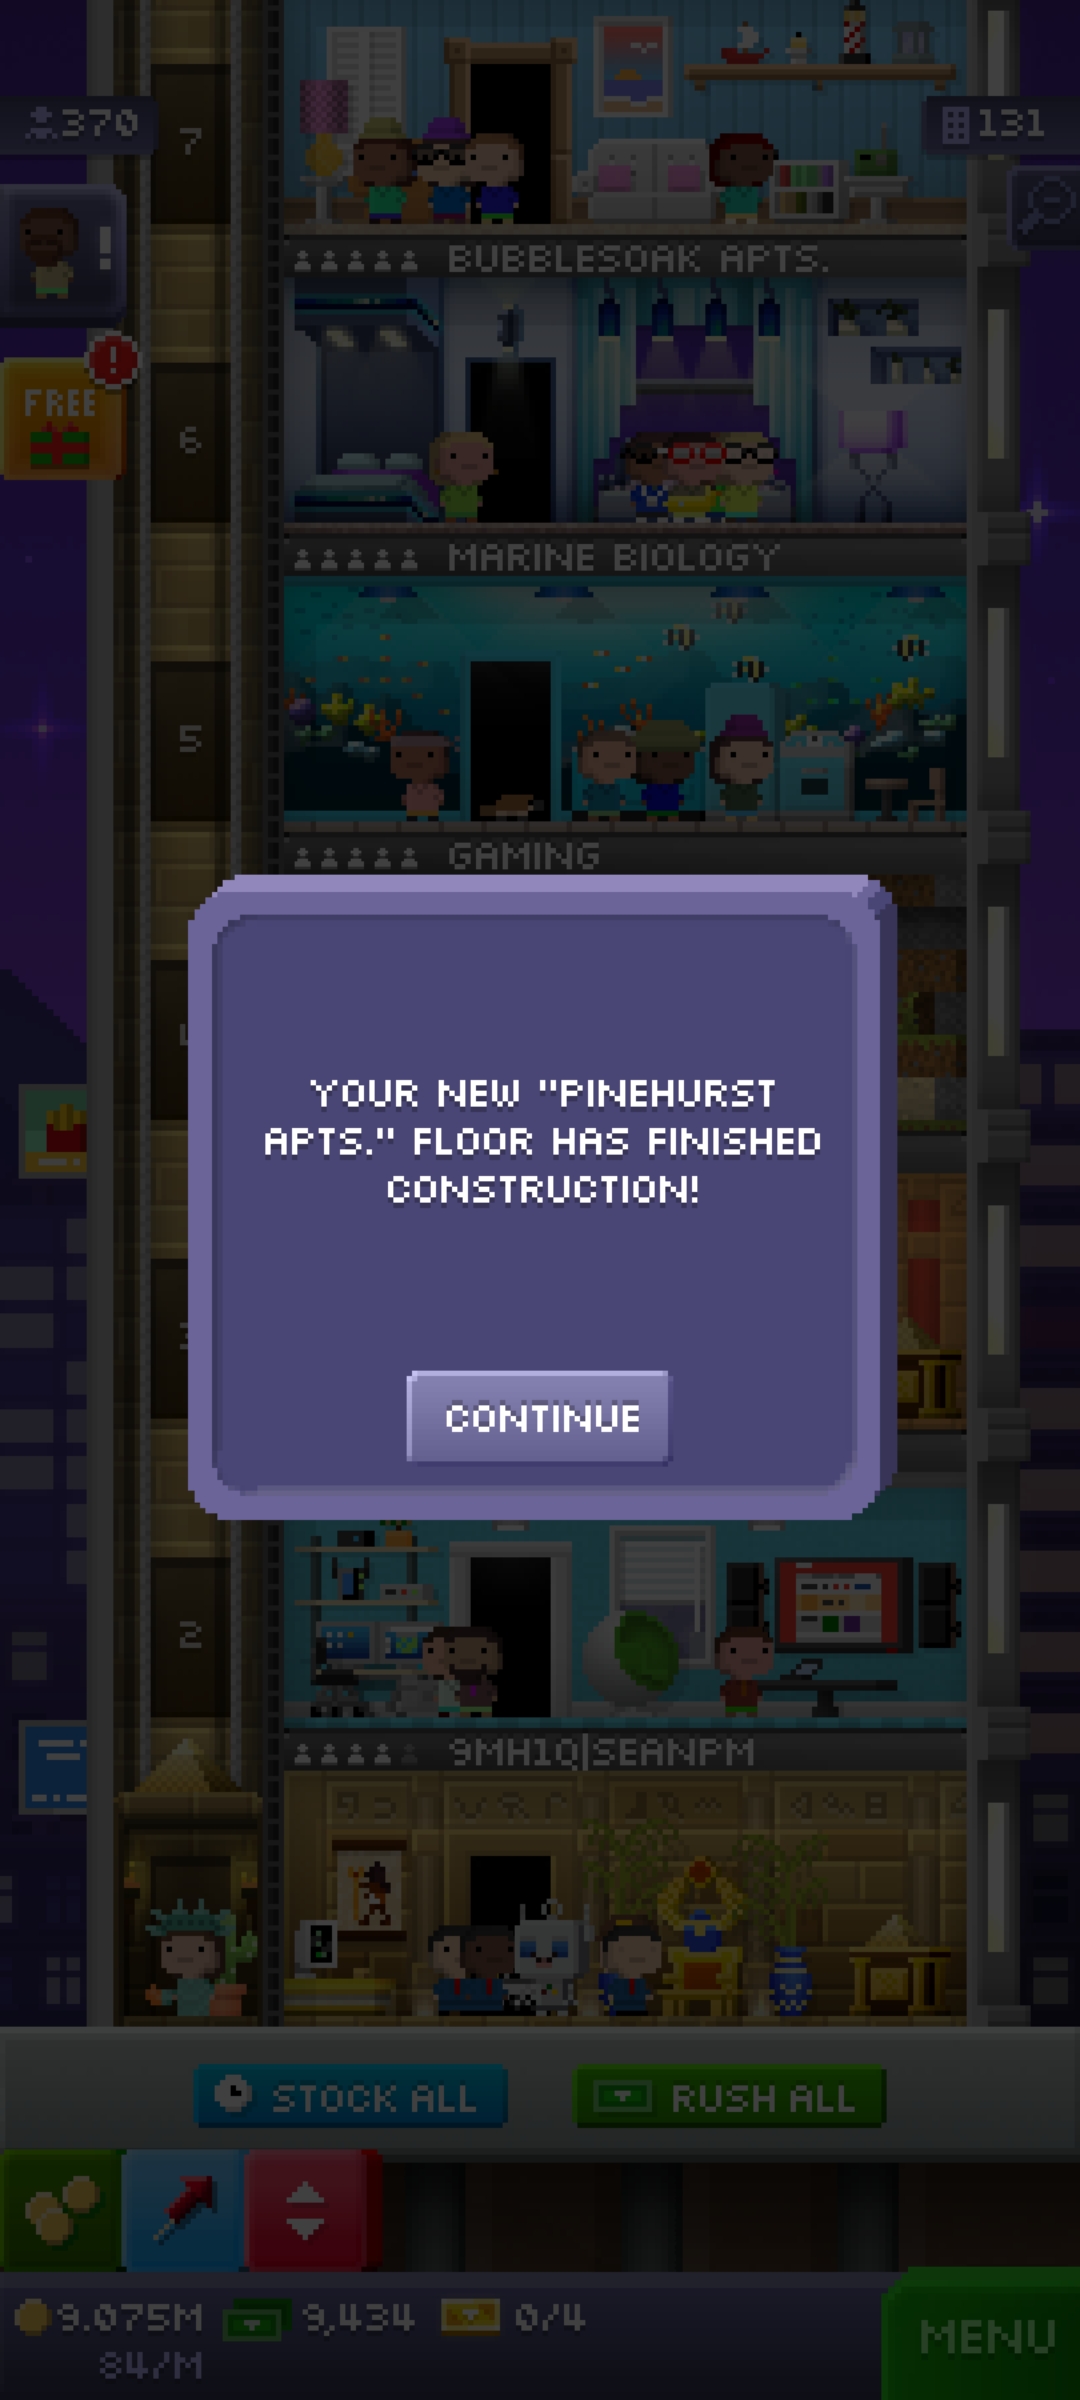 370
7
131
!
!
FREE
BUBBLESOAK APTS.
6
MARINE BIOLOGY
5
GAMING
YOUR NEW "PINEHURST
APTS." FLOOR HAS FINISHED
CONSTRUCTION!
CONTINUE
2
9MH1Q|SEANPM
STOCK ALL
RUSH ALL
9.075M
9,434
0/4
84/M
MENU